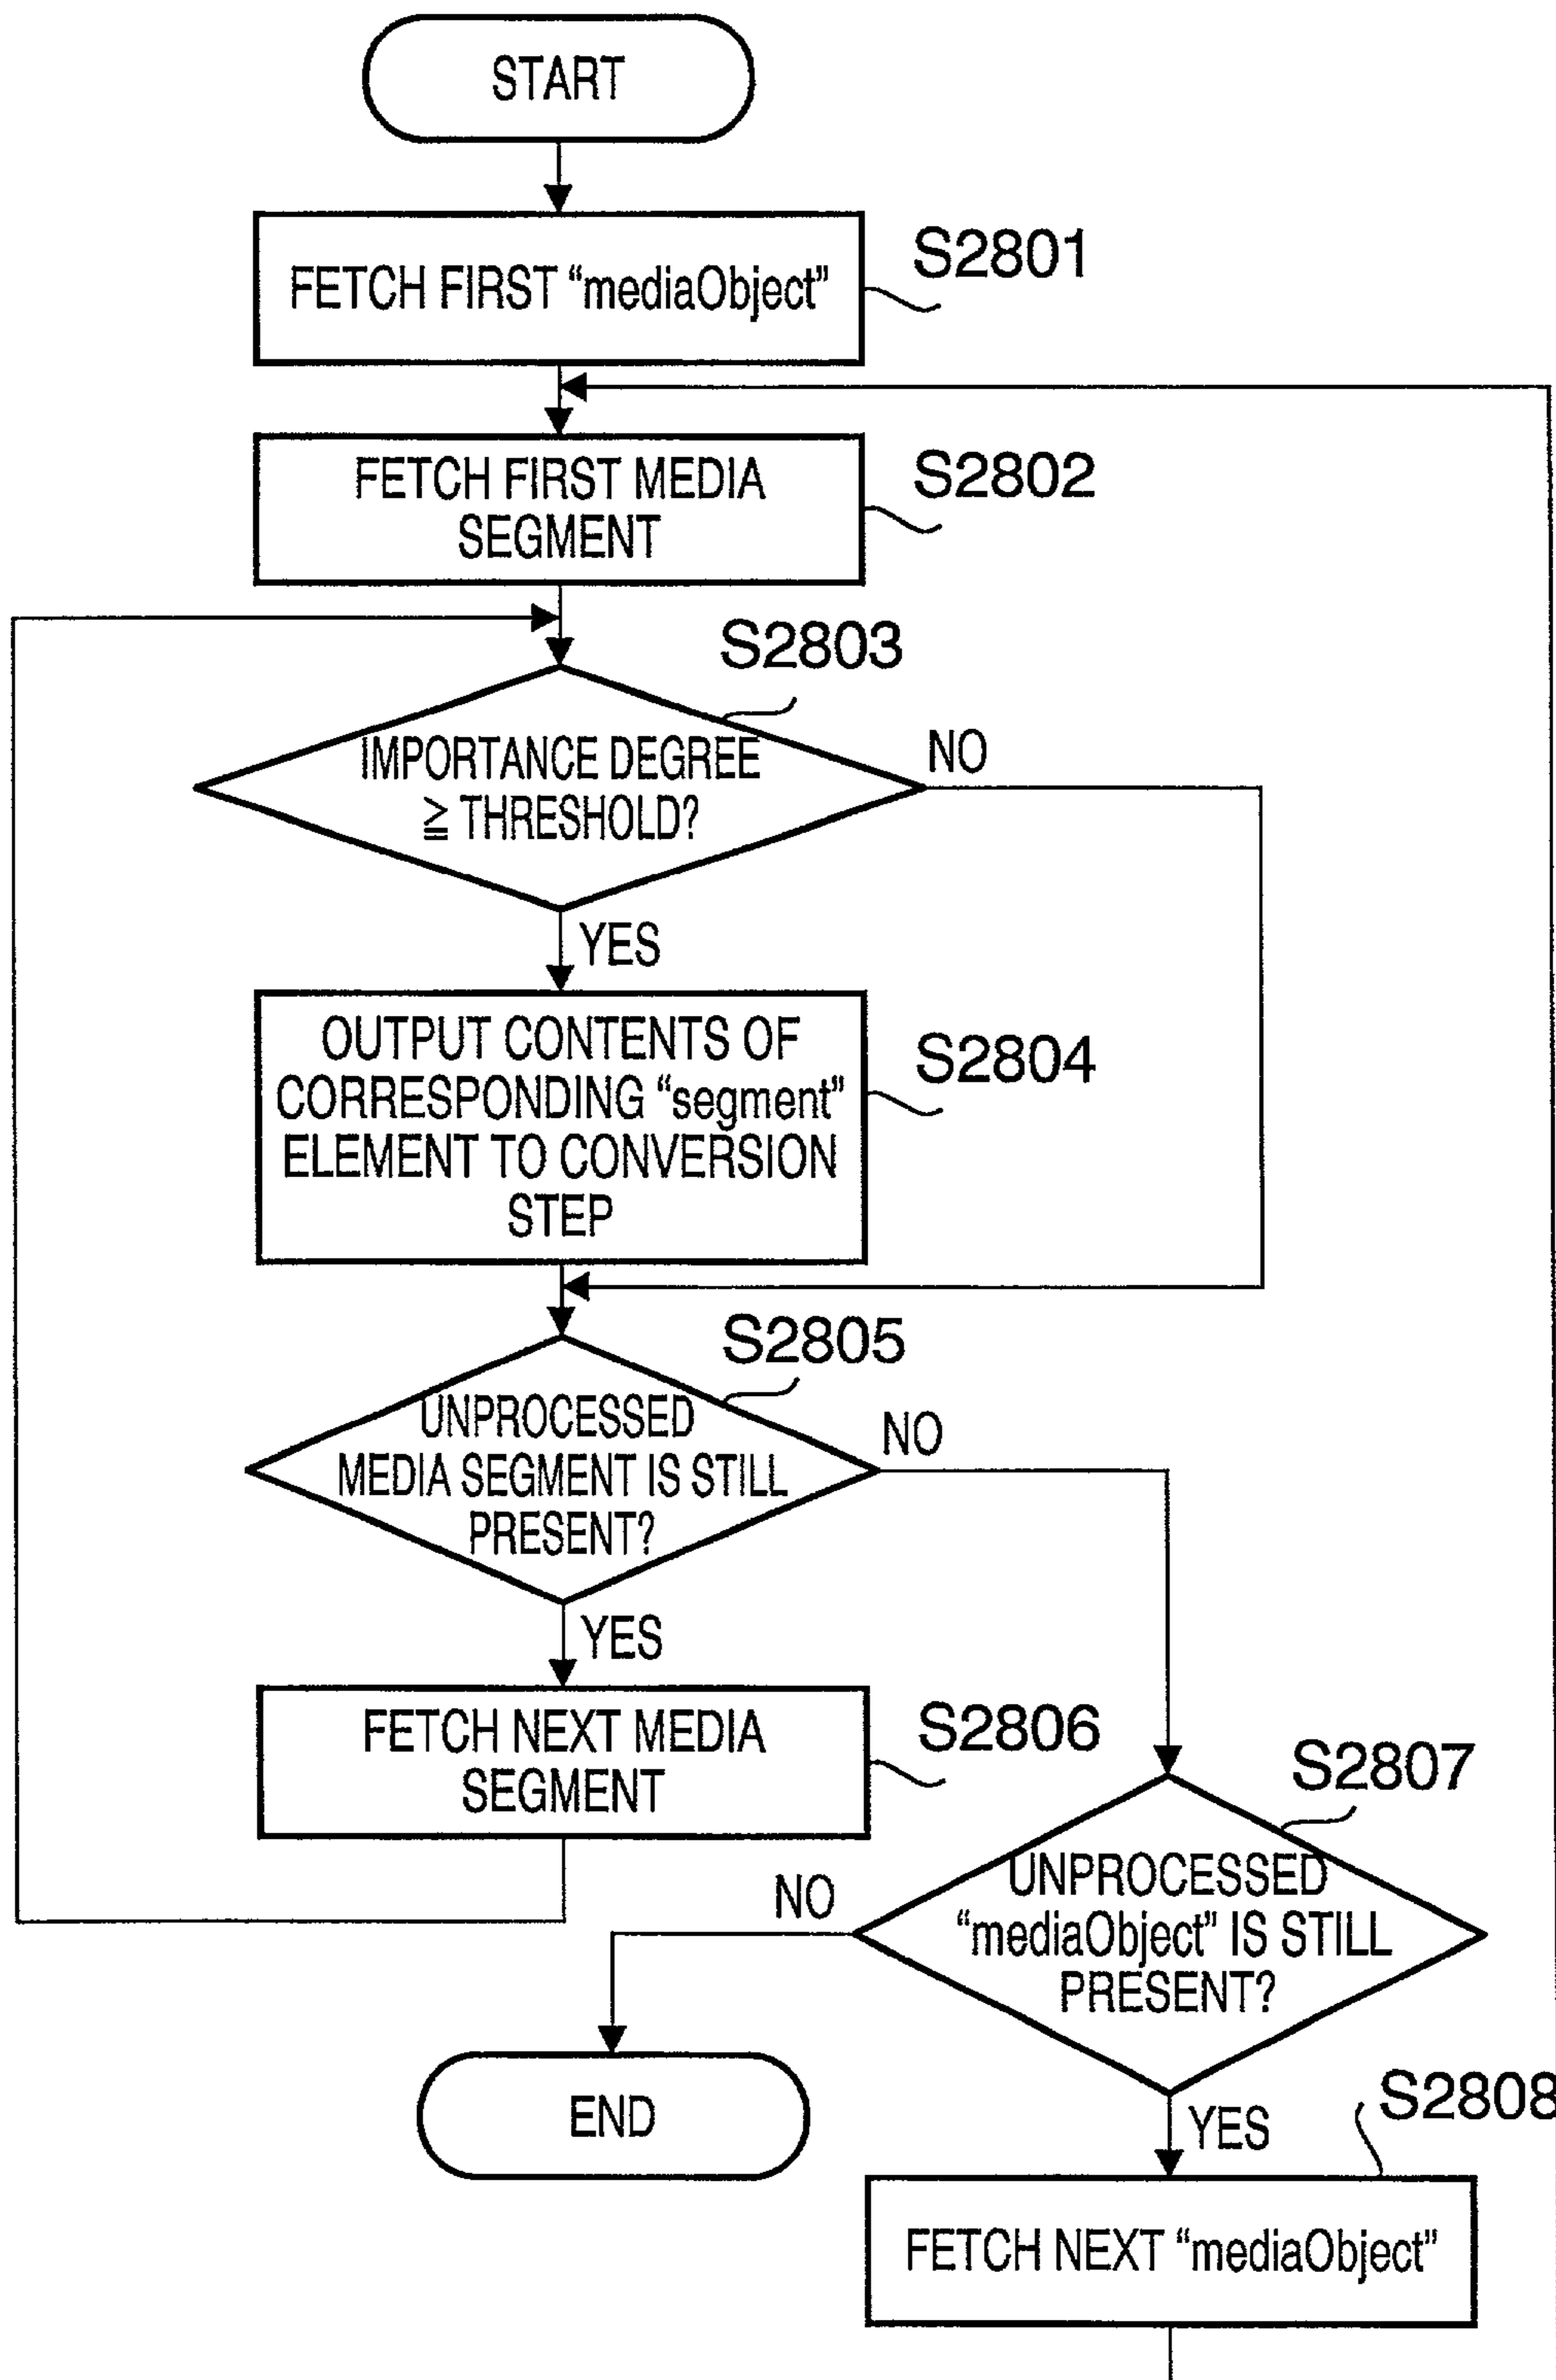 START
FETCH FIRST “mediaObject”
S2801
FETCH FIRST MEDIA
SEGMENT
S2802
S2803
IMPORTANCE DEGREE
≧ THRESHOLD?
NO
YES
OUTPUT CONTENTS OF
CORRESPONDING “segment”
ELEMENT TO CONVERSION
STEP
S2804
S2805
UNPROCESSED
MEDIA SEGMENT IS STILL
PRESENT?
NO
YES
FETCH NEXT MEDIA
SEGMENT
S2806
S2807
UNPROCESSED
“mediaObject” IS STILL
PRESENT?
NO
END
YES
S2808
FETCH NEXT “mediaObject”